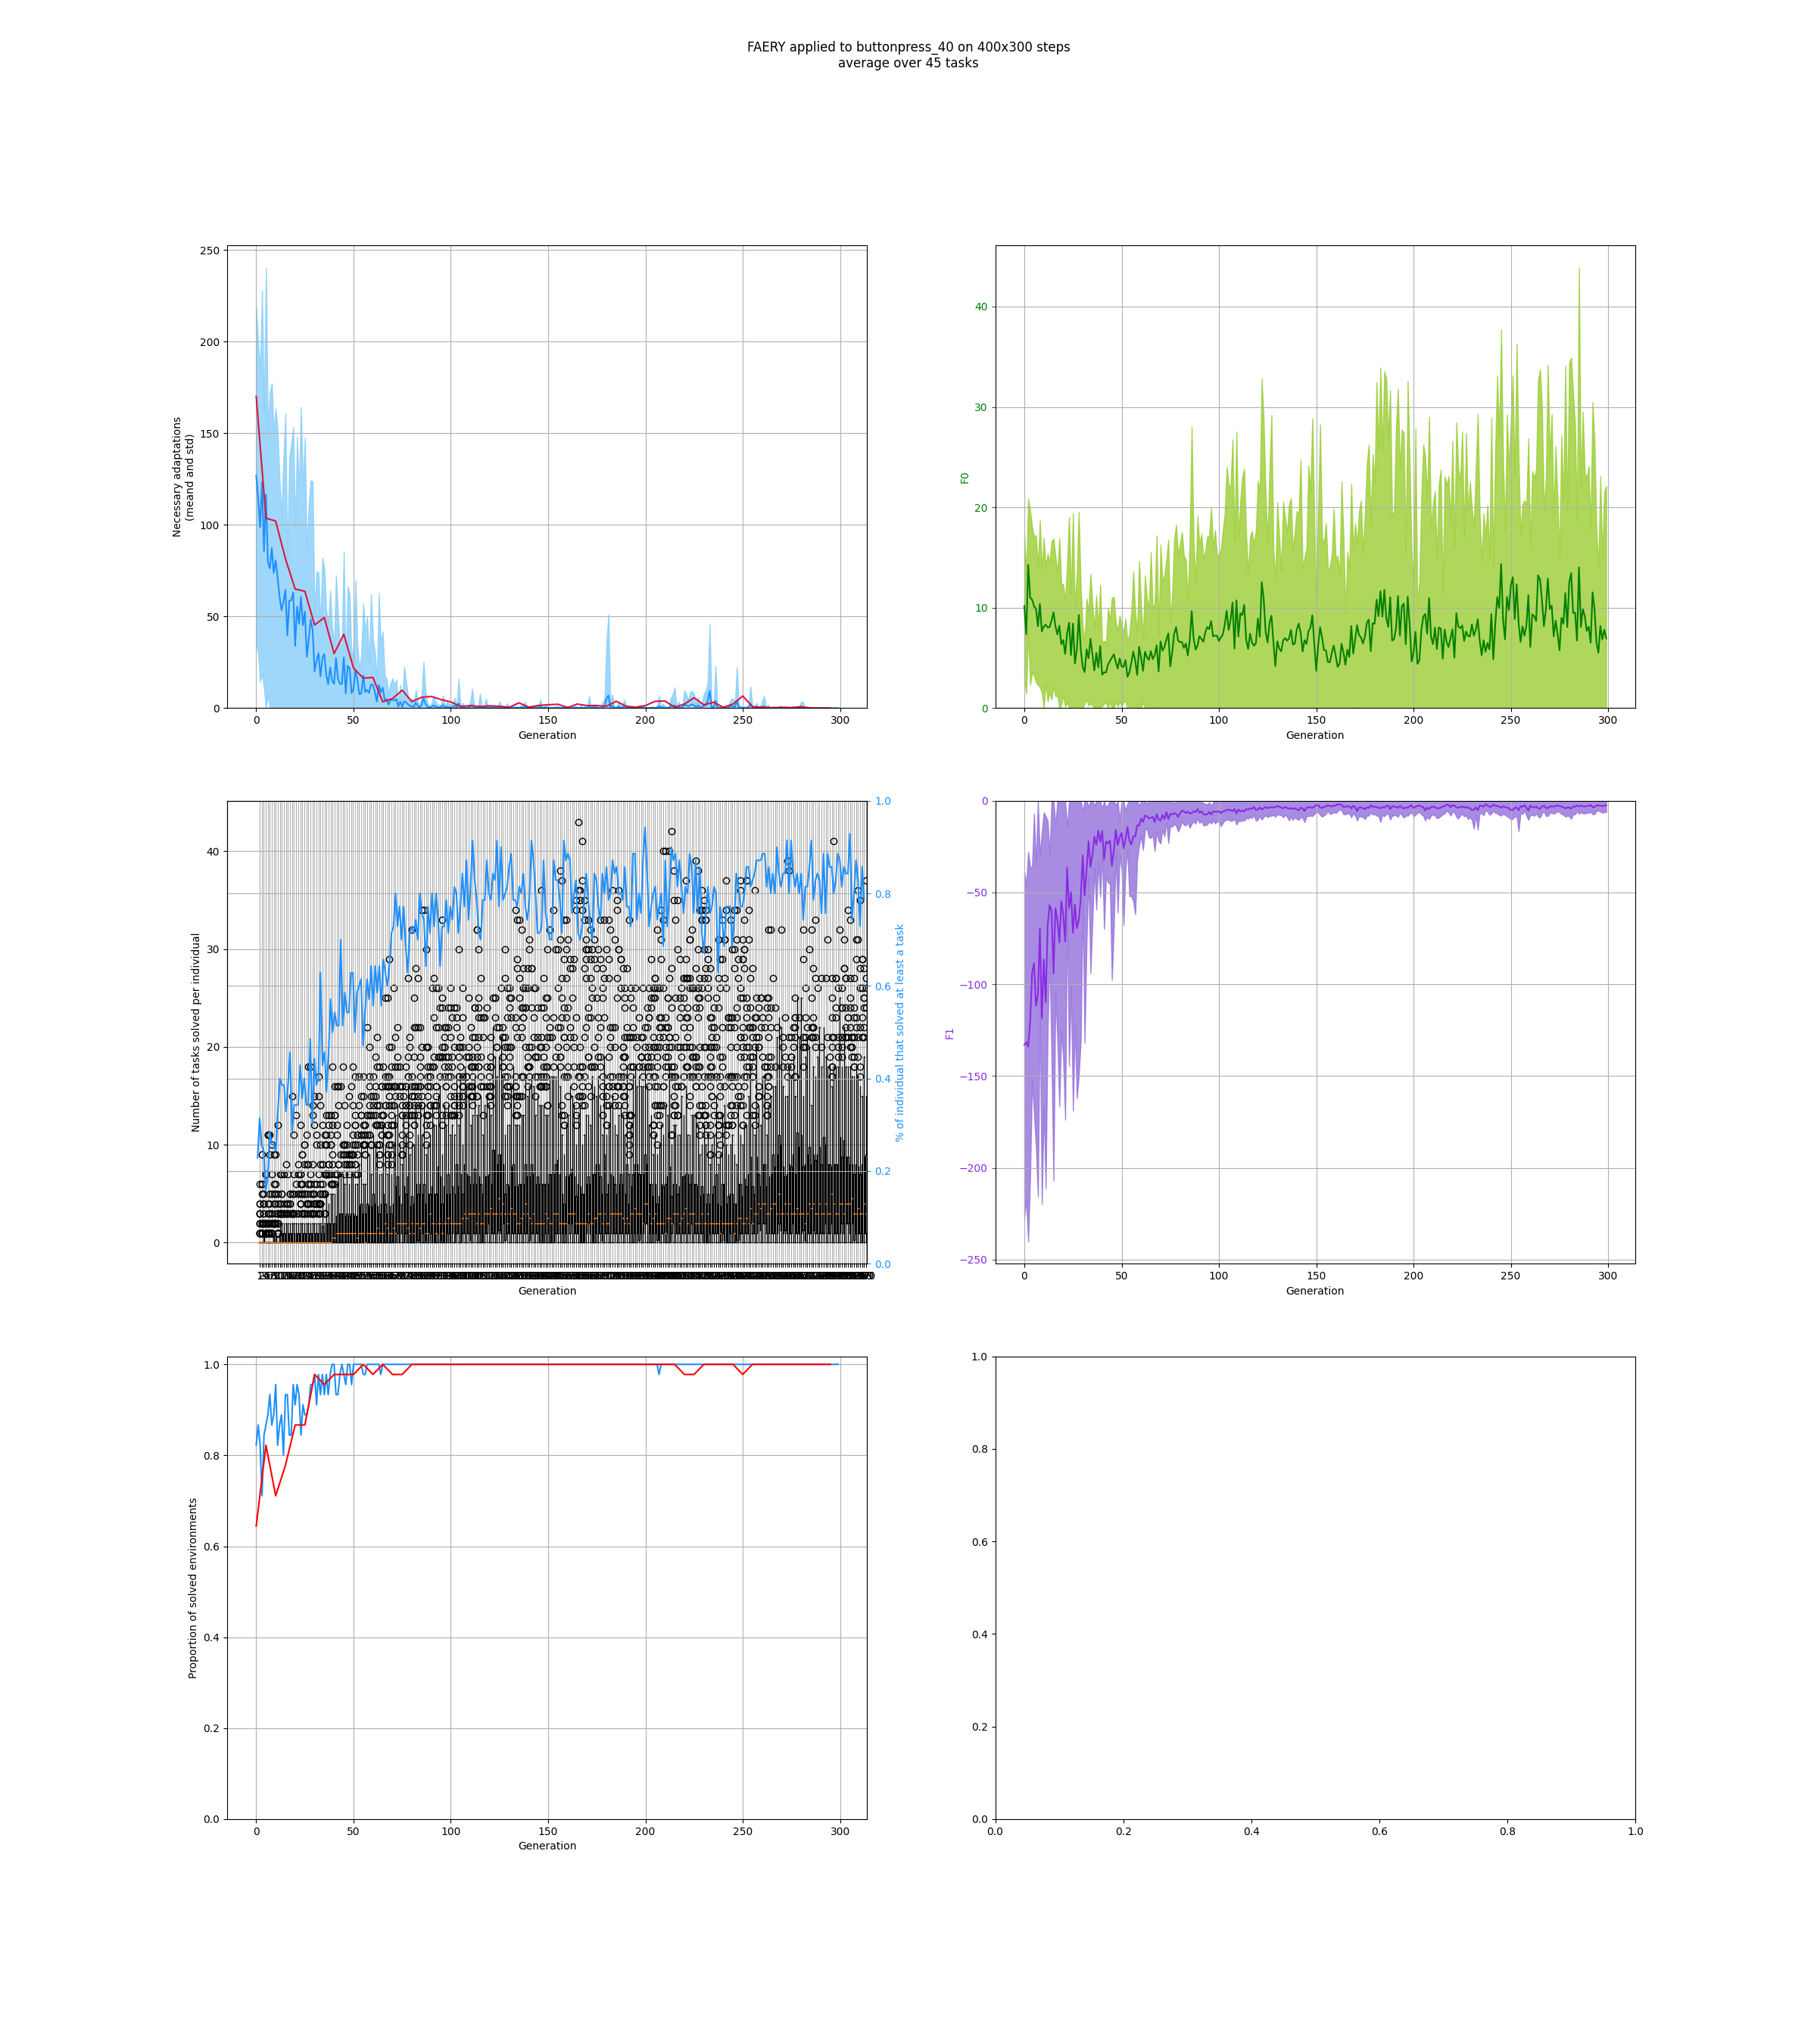 FAERY applied to buttonpress_40 on 400x300 steps
average over 45 tasks
250
200
150
100
50
0
Necessary adaptations
(meand and std)
0 50 100 150 200 250 300
Generation
40
30
20
10
0
F0
0 50 100 150 200 250 300
Generation
40
30
20
10
0
Number of tasks solved per individual
1.0
0.8
0.6
0.4
0.2
0.0
% of individual that solved at least a task
Generation
0
−50
−100
−150
−200
−250
F1
0 50 100 150 200 250 300
Generation
1.0
0.8
0.6
0.4
0.2
0.0
Proportion of solved environments
0 50 100 150 200 250 300
Generation
1.0
0.8
0.6
0.4
0.2
0.0
0.0 0.2 0.4 0.6 0.8 1.0